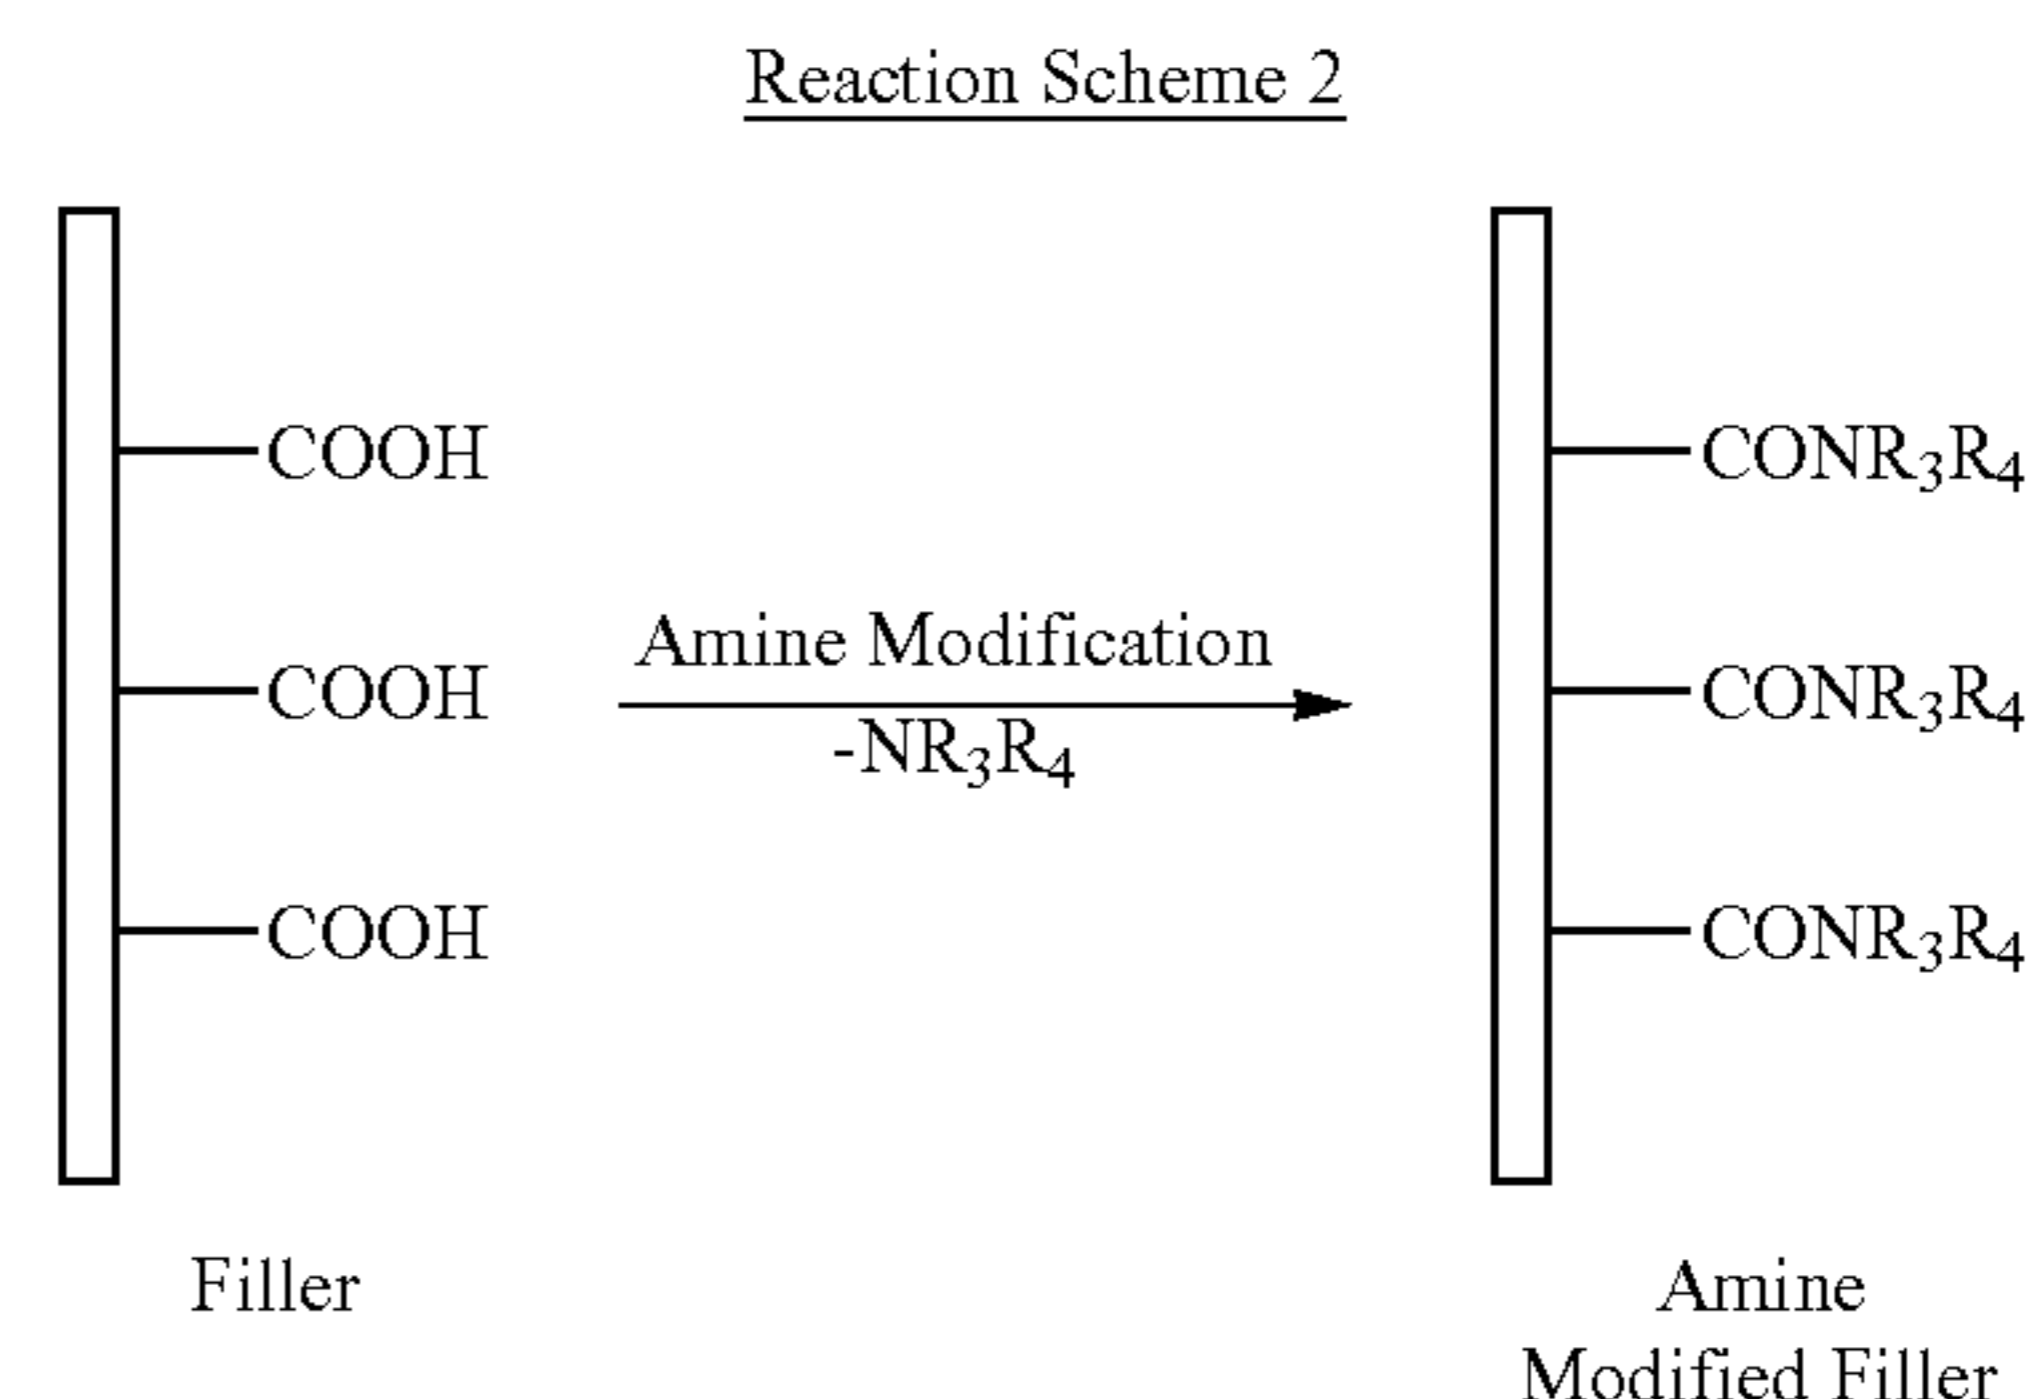 Reaction Scheme 2
COOH
COOH
COOH
Amine Modification
-NR₃R₄
CONR₃R₄
CONR₃R₄
CONR₃R₄
Filler
Amine
Modified Filler